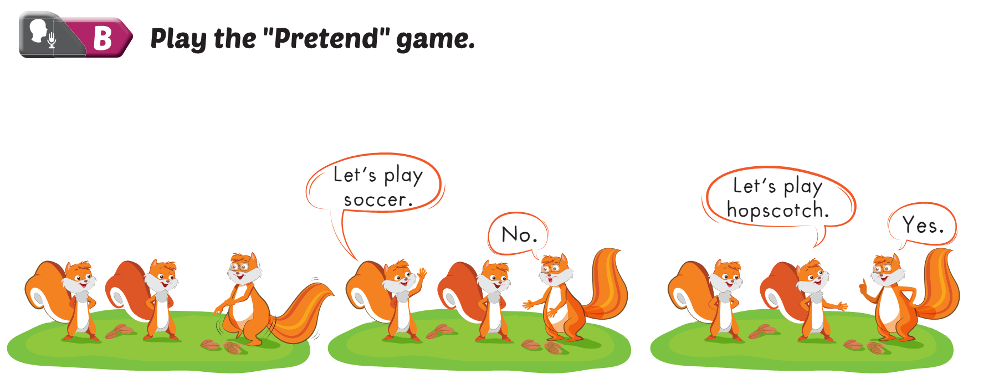 B Play the "Pretend" game.
Let's play
soccer.
No.
Let's play
hopscotch.
Yes.